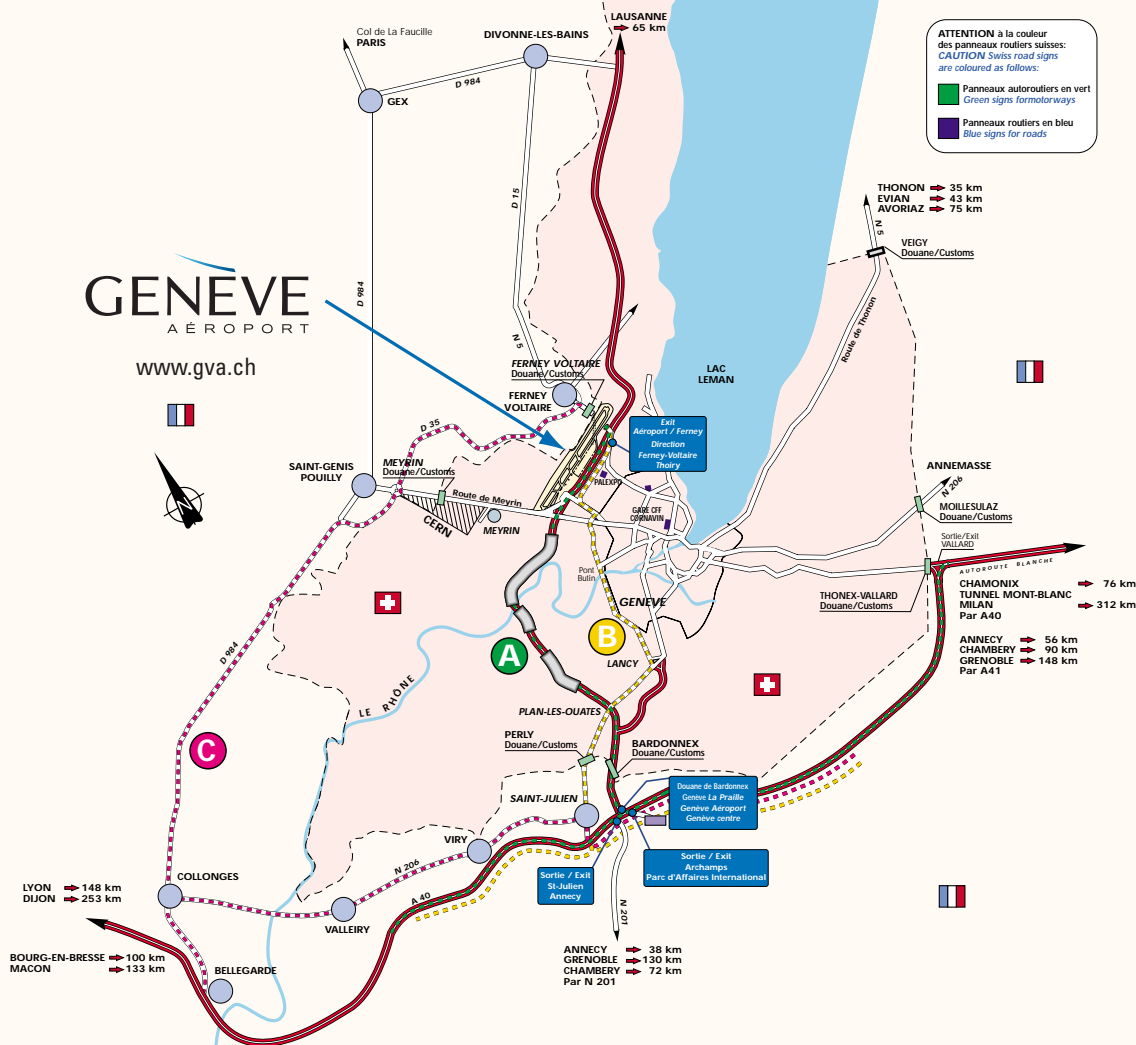 LAUSANNE
65 km
Col de La Faucille
PARIS
DIVONNE-LES-BAINS
D 984
GEX
ATTENTION à la couleur
des panneaux routiers suisses:
CAUTION Swiss road signs
are coloured as follows:
Panneaux autoroutiers en vert
Green signs formotorways
Panneaux routiers en bleu
Blue signs for roads
D 15
THONON 35 km
EVIAN 43 km
AVORIAZ 75 km
N 5
VEIGY
Douane/Customs
GENÈVE
AÉROPORT
www.gva.ch
D 984
N 5
Route de Thonon
FERNEY VOLTAIRE
Douane/Customs
FERNEY
VOLTAIRE
LAC
LEMAN
D 35
Exit
Aéroport / Ferney
Direction
Ferney-Voltaire
Thoiry
SAINT-GENIS
POUILLY
MEYRIN
Douane/Customs
Route de Meyrin
CERN
MEYRIN
PALEXPO
GARE CFF
CORNAVIN
ANNEMASSE
N 206
MOILLESULAZ
Douane/Customs
Sortie/Exit
VALLARD
AUTOROUTE BLANCHE
Pont
Butin
GENEVE
THONEX-VALLARD
Douane/Customs
CHAMONIX 76 km
TUNNEL MONT-BLANC
MILAN 312 km
Par A40
ANNECY 56 km
CHAMBERY 90 km
GRENOBLE 148 km
Par A41
A
B
LANCY
D 984
LE RHÔNE
PLAN-LES-OUATES
C
PERLY
Douane/Customs
BARDONNEX
Douane/Customs
SAINT-JULIEN
Douane de Bardonnex
Genève La Praille
Genève Aéroport
Genève centre
VIRY
N 206
Sortie / Exit
Archamps
Parc d'Affaires International
Sortie / Exit
St-Julien
Annecy
A 40
N 201
COLLONGES
VALLEIRY
LYON 148 km
DIJON 253 km
BOURG-EN-BRESSE 100 km
MACON 133 km
BELLEGARDE
ANNECY 38 km
GRENOBLE 130 km
CHAMBERY 72 km
Par N 201